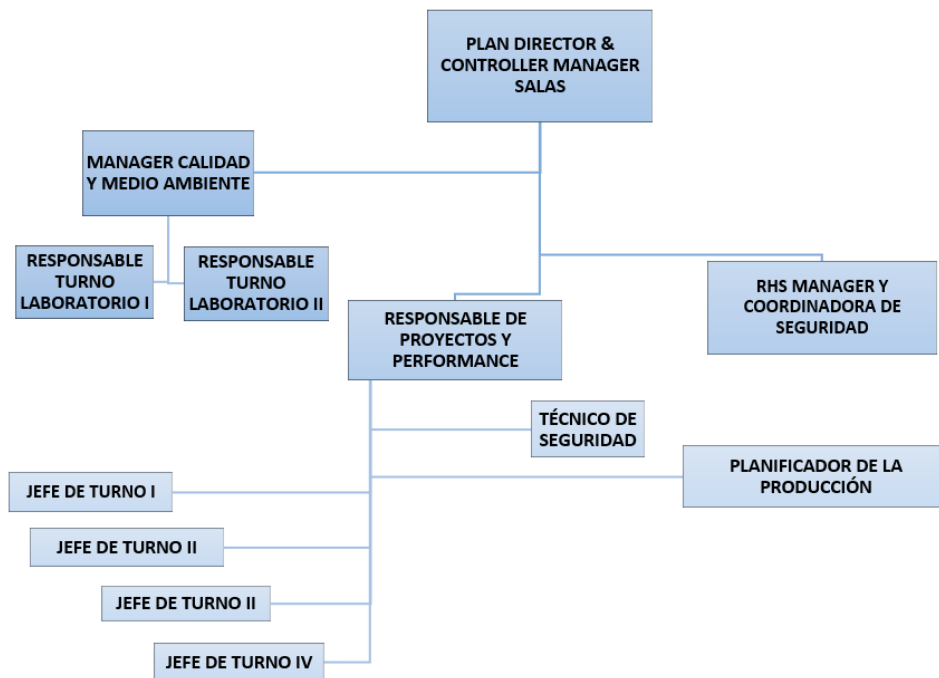 PLAN DIRECTOR &
CONTROLLER MANAGER
SALAS
MANAGER CALIDAD
Y MEDIO AMBIENTE
RESPONSABLE
TURNO
LABORATORIO I
RESPONSABLE
TURNO
LABORATORIO II
RHS MANAGER Y
COORDINADORA DE
SEGURIDAD
RESPONSABLE DE
PROYECTOS Y
PERFORMANCE
TÉCNICO DE
SEGURIDAD
PLANIFICADOR DE LA
PRODUCCIÓN
JEFE DE TURNO I
JEFE DE TURNO II
JEFE DE TURNO II
JEFE DE TURNO IV